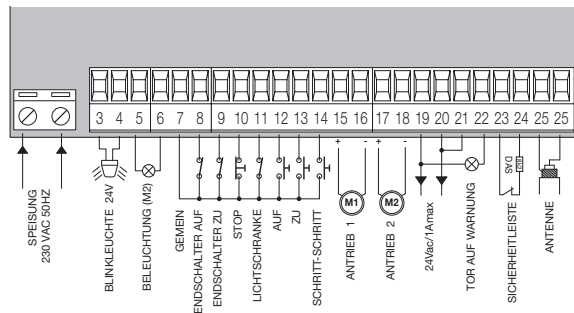 3 4 5 6 7 8 9 10 11 12 13 14 15 16 17 18 19 20 21 22 23 24 25 25
SPEISUNG
230 VAC 50HZ
BLINKLEUCHTE 24V
BELEUCHTUNG (M2)
GEMEIN
ENDSCHALTER AUF
ENDSCHALTER ZU
STOP
LICHTSCHRANKE
AUF
ZU
SCHRITT-SCHRITT
+ -
M1
ANTRIEB 1
+ -
M2
ANTRIEB 2
24Vac/1Amax
TOR AUF WARNUNG
DAS
8K2
SICHERHEITLEISTE
ANTENNE